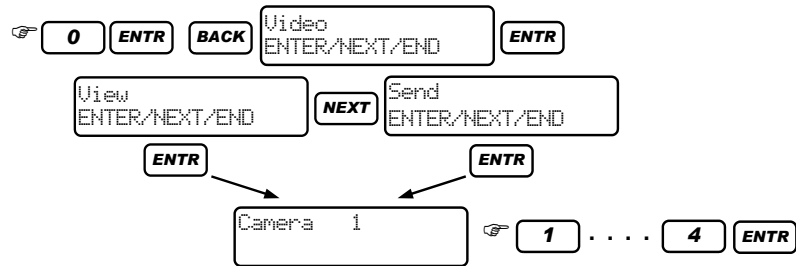 ☞ 0 ENTR BACK Video ENTR
ENTER/NEXT/END
View NEXT Send
ENTER/NEXT/END ENTER/NEXT/END
ENTR ENTR
Camera 1 ☞ 1 . . . . 4 ENTR